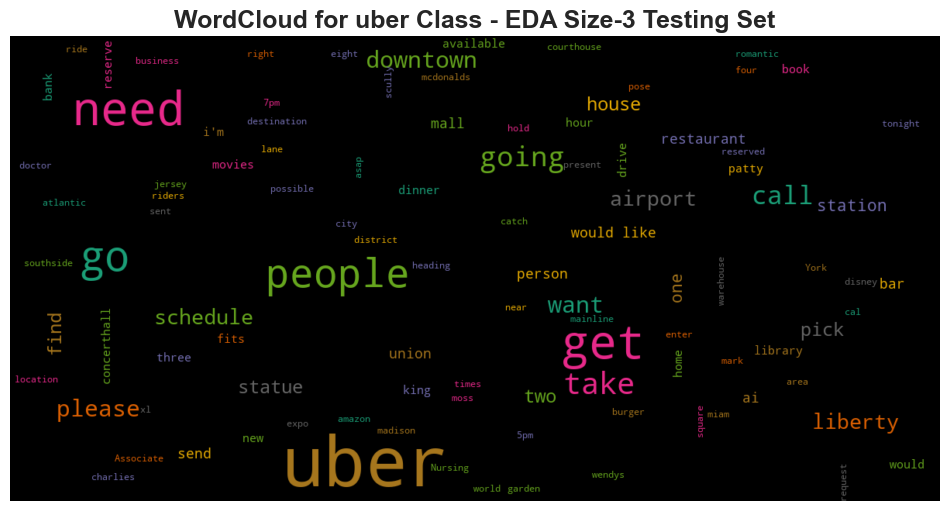 WordCloud for uber Class - EDA Size-3 Testing Set
ride
business
reserve
bank
need
right
eight
scully
available
downtown
mcdonalds
courthouse
romantic
four
book
pose
house
7pm
destination
i'm
mall
hold
hour
restaurant
reserved
tonight
doctor
lane
movies
asap
going
present
drive
patty
jersey
riders
possible
dinner
airport
call
station
atlantic
sent
city
catch
would like
district
go
southside
people
heading
person
one
warehouse
York
disney
bar
near
want
mainline
cal
find
concerthall
schedule
fits
three
union
get
enter
home
pick
library
mark
location
statue
king
times
moss
take
two
area
ai
please
xl
amazon
madison
expo
burger
square
miam
liberty
new
send
5pm
Associate
charlies
uber
Nursing
world
garden
wendys
would
request